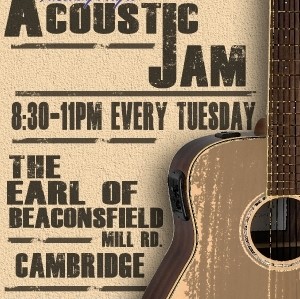 ACOUSTIC
JAM
8:30-11PM EVERY TUESDAY
THE
EARL OF
BEACONSFIELD
MILL RD.
CAMBRIDGE